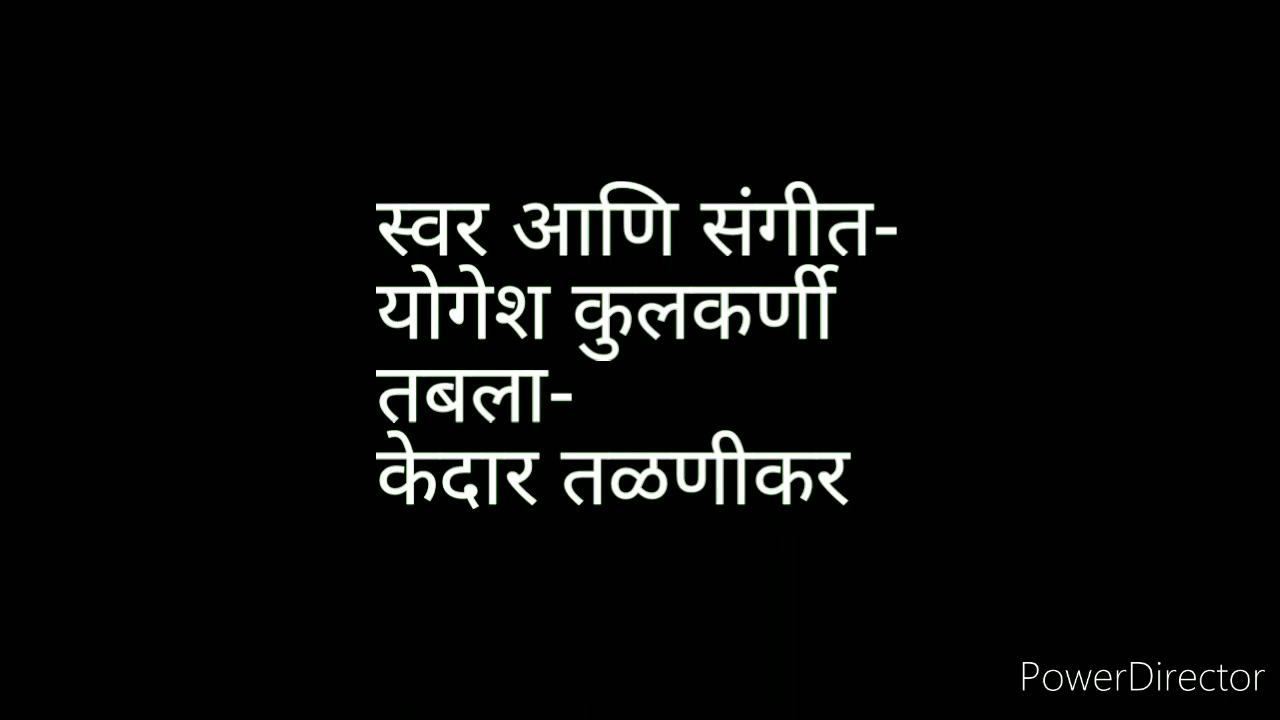 स्वर आणि संगीत-
योगेश कुलकर्णी
तबला-
केदार तळणीकर
PowerDirector